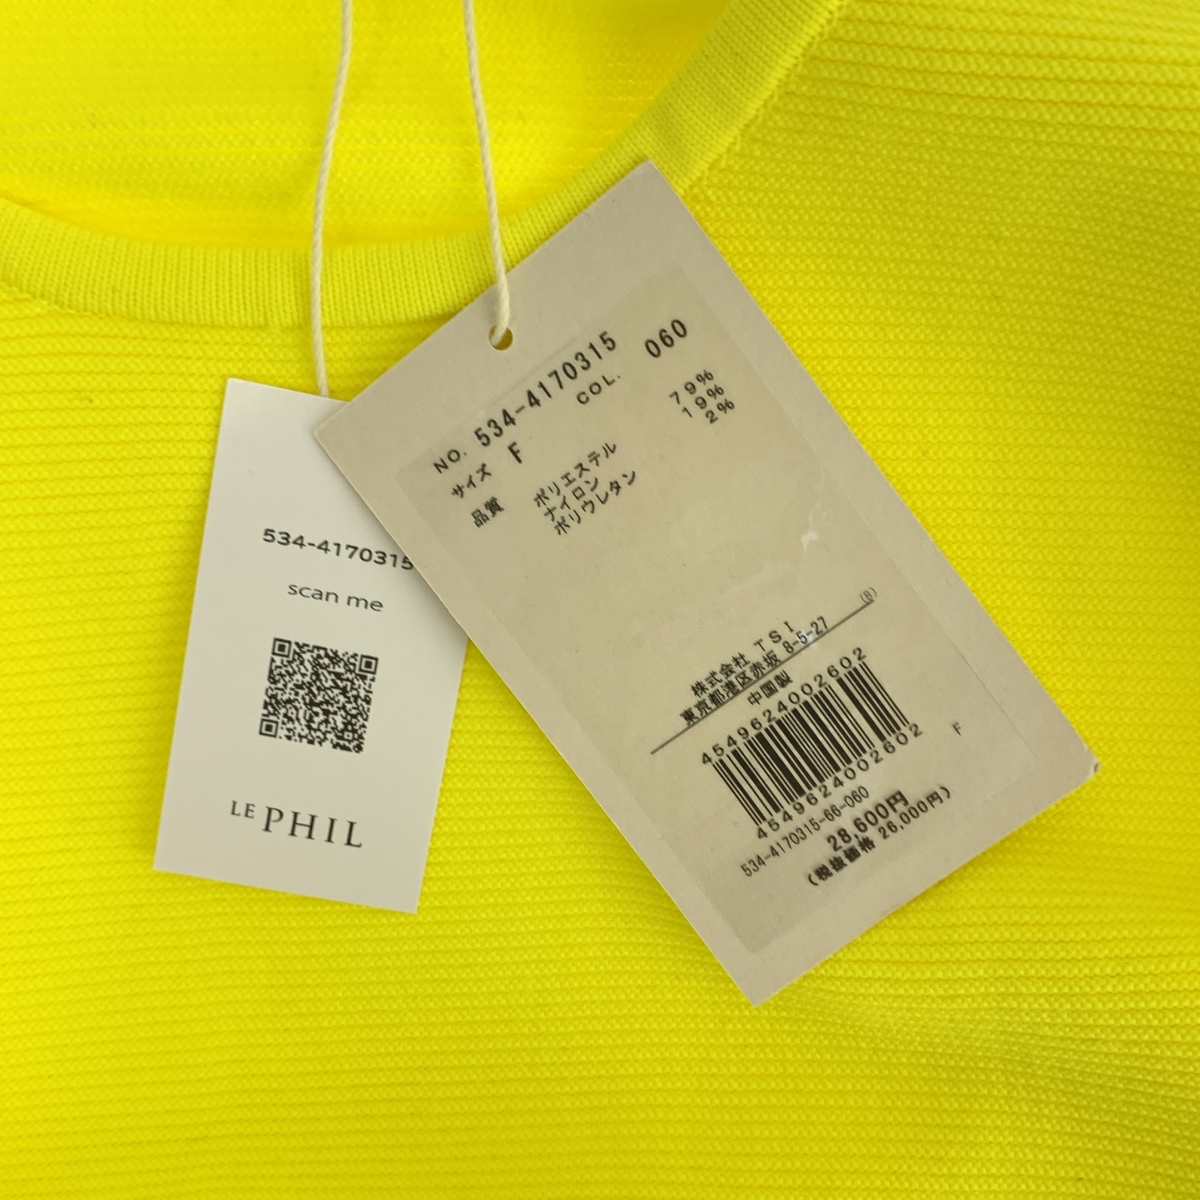 534-4170315
scan me
LE PHIL
NO. 534-4170315
COL. 060
サイズ F
品質 ポリエステル 79%
ナイロン 19%
ポリウレタン 2%
(B)
株式会社 TSI
東京都港区赤坂 8-5-27
中国製
4549624002602
4549624002602
F
534-4170315-66-060
28,600円
(税抜価格 26,000円)